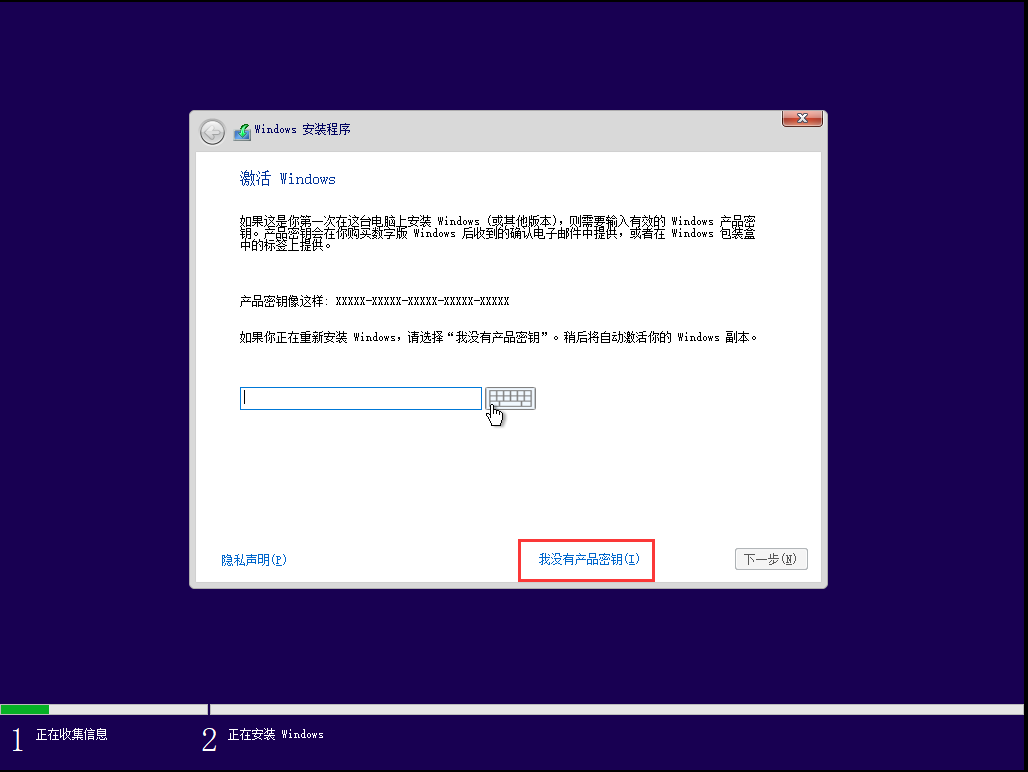 Windows 安装程序
激活 Windows
如果这是你第一次在这台电脑上安装 Windows (或其他版本)，则需要输入有效的 Windows 产品密
钥。产品密钥会在你购买数字版 Windows 后收到的确认电子邮件中提供，或者在 Windows 包装盒
中的标签上提供。
产品密钥像这样: XXXXX-XXXXX-XXXXX-XXXXX-XXXXX
如果你正在重新安装 Windows，请选择“我没有产品密钥”。稍后将自动激活你的 Windows 副本。
隐私声明(P)
我没有产品密钥(I)
下一步(N)
1 正在收集信息
2 正在安装 Windows